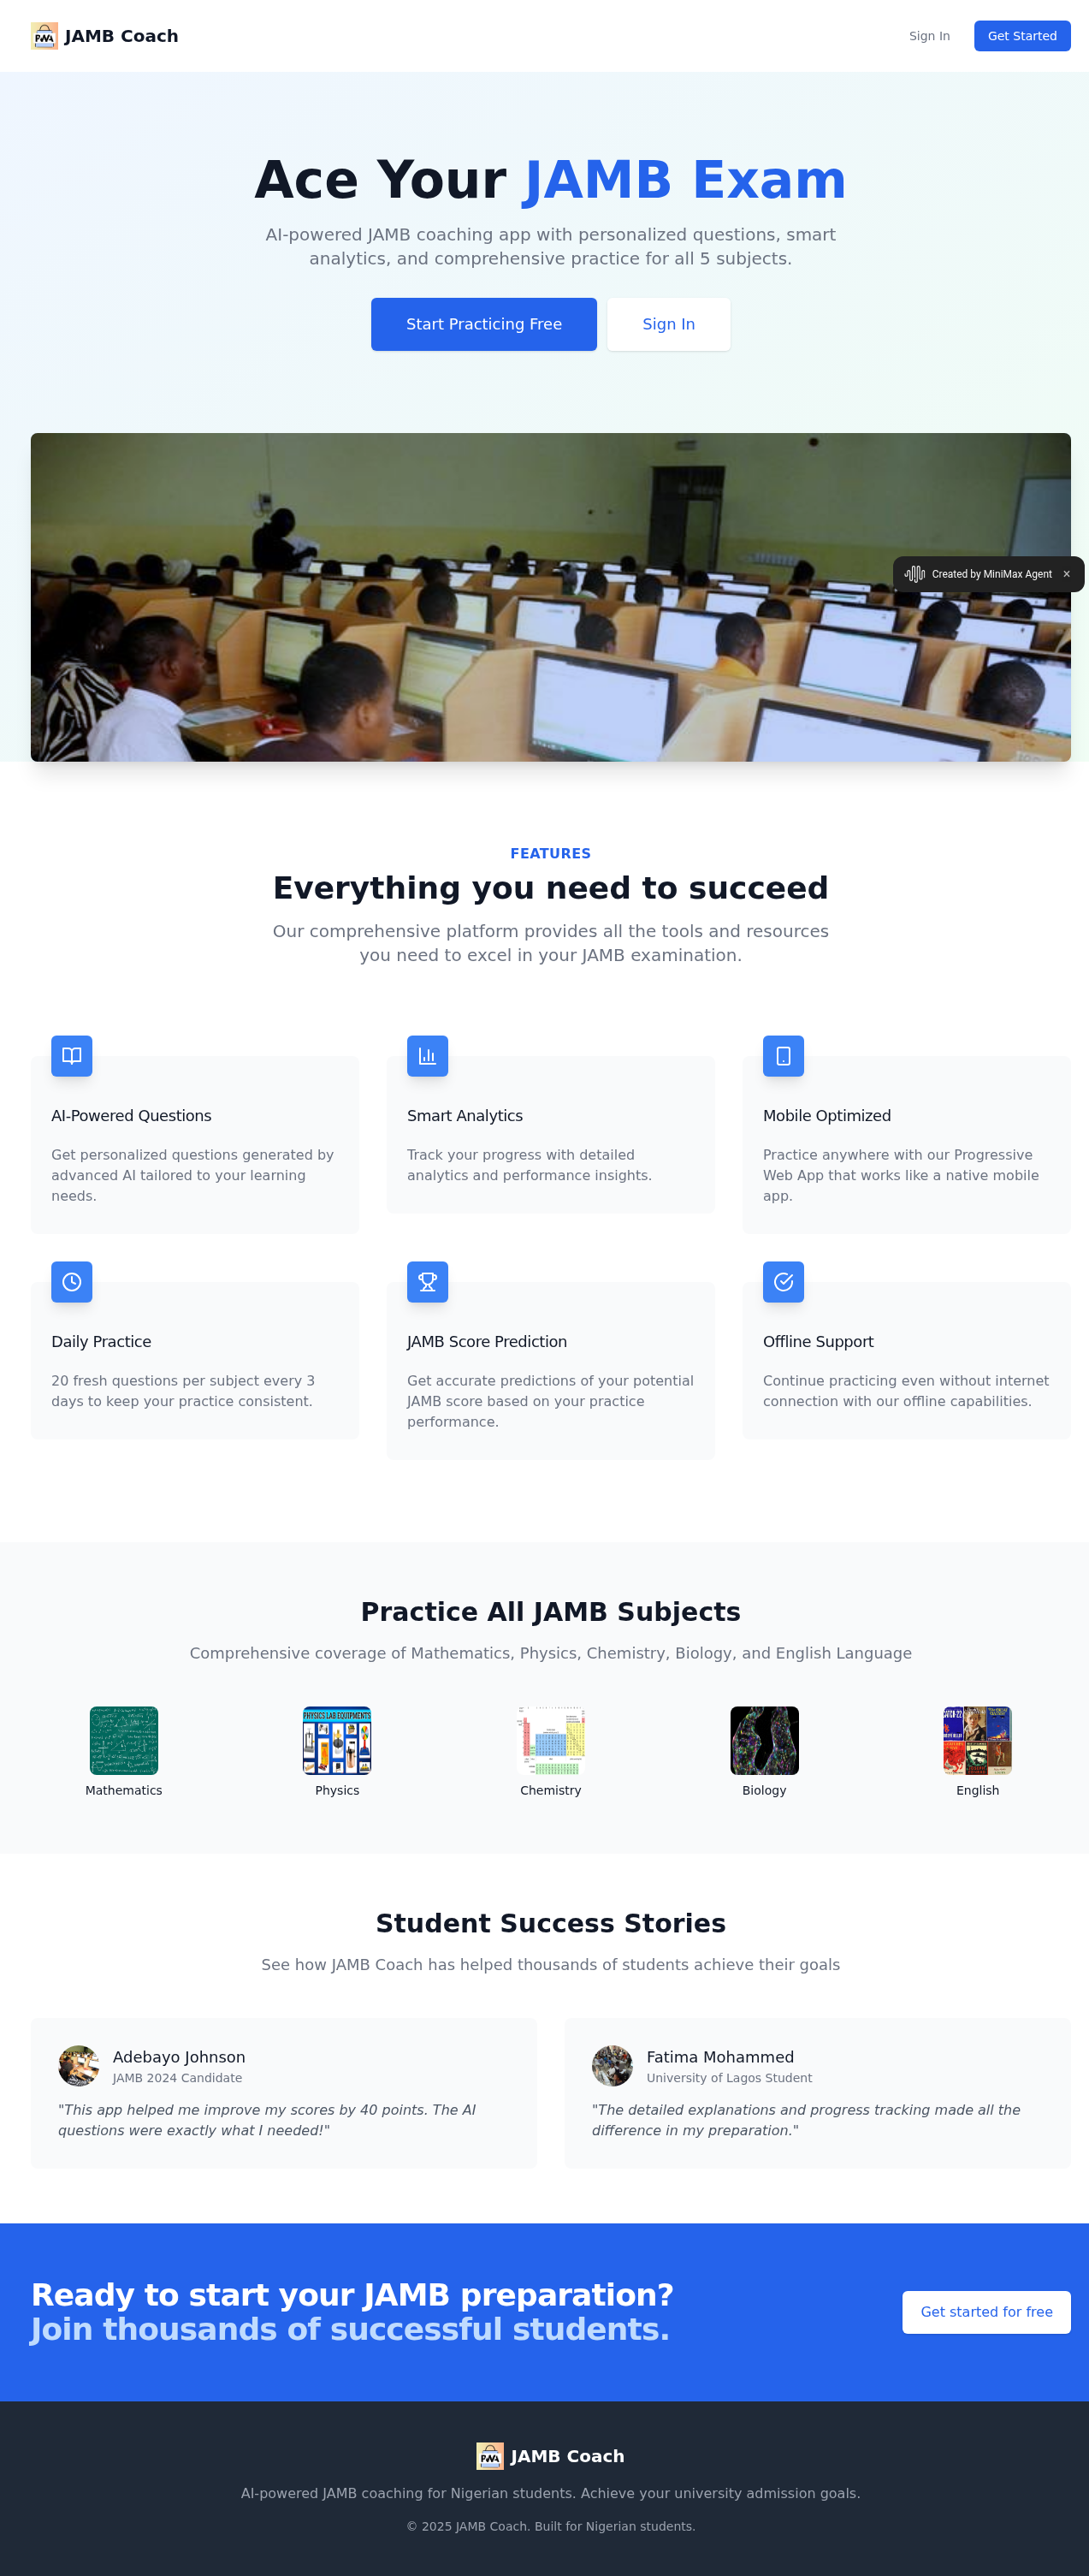 PWA
JAMB Coach
Sign In
Get Started
Ace Your JAMB Exam
AI-powered JAMB coaching app with personalized questions, smart
analytics, and comprehensive practice for all 5 subjects.
Start Practicing Free
Sign In
Created by MiniMax Agent ×
FEATURES
Everything you need to succeed
Our comprehensive platform provides all the tools and resources
you need to excel in your JAMB examination.
AI-Powered Questions
Get personalized questions generated by
advanced AI tailored to your learning
needs.
Smart Analytics
Track your progress with detailed
analytics and performance insights.
Mobile Optimized
Practice anywhere with our Progressive
Web App that works like a native mobile
app.
Daily Practice
20 fresh questions per subject every 3
days to keep your practice consistent.
JAMB Score Prediction
Get accurate predictions of your potential
JAMB score based on your practice
performance.
Offline Support
Continue practicing even without internet
connection with our offline capabilities.
Practice All JAMB Subjects
Comprehensive coverage of Mathematics, Physics, Chemistry, Biology, and English Language
PHYSICS LAB EQUIPMENTS
CATCH-22
Mathematics
Physics
Chemistry
Biology
English
Student Success Stories
See how JAMB Coach has helped thousands of students achieve their goals
Adebayo Johnson
JAMB 2024 Candidate
"This app helped me improve my scores by 40 points. The AI
questions were exactly what I needed!"
Fatima Mohammed
University of Lagos Student
"The detailed explanations and progress tracking made all the
difference in my preparation."
Ready to start your JAMB preparation?
Join thousands of successful students.
Get started for free
PWA
JAMB Coach
AI-powered JAMB coaching for Nigerian students. Achieve your university admission goals.
© 2025 JAMB Coach. Built for Nigerian students.